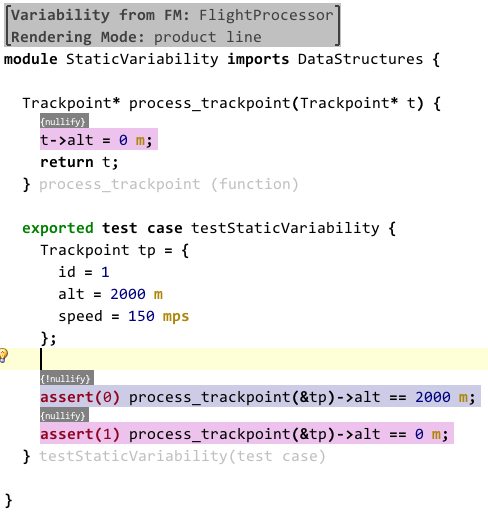 Variability from FM: FlightProcessor
Rendering Mode: product line
module StaticVariability imports DataStructures {
Trackpoint* process_trackpoint(Trackpoint* t) {
{nullify}
t->alt = 0 m;
return t;
} process_trackpoint (function)
exported test case testStaticVariability {
Trackpoint tp = {
id = 1
alt = 2000 m
speed = 150 mps
};
{!nullify}
assert(0) process_trackpoint(&tp)->alt == 2000 m;
{nullify}
assert(1) process_trackpoint(&tp)->alt == 0 m;
} testStaticVariability(test case)
}